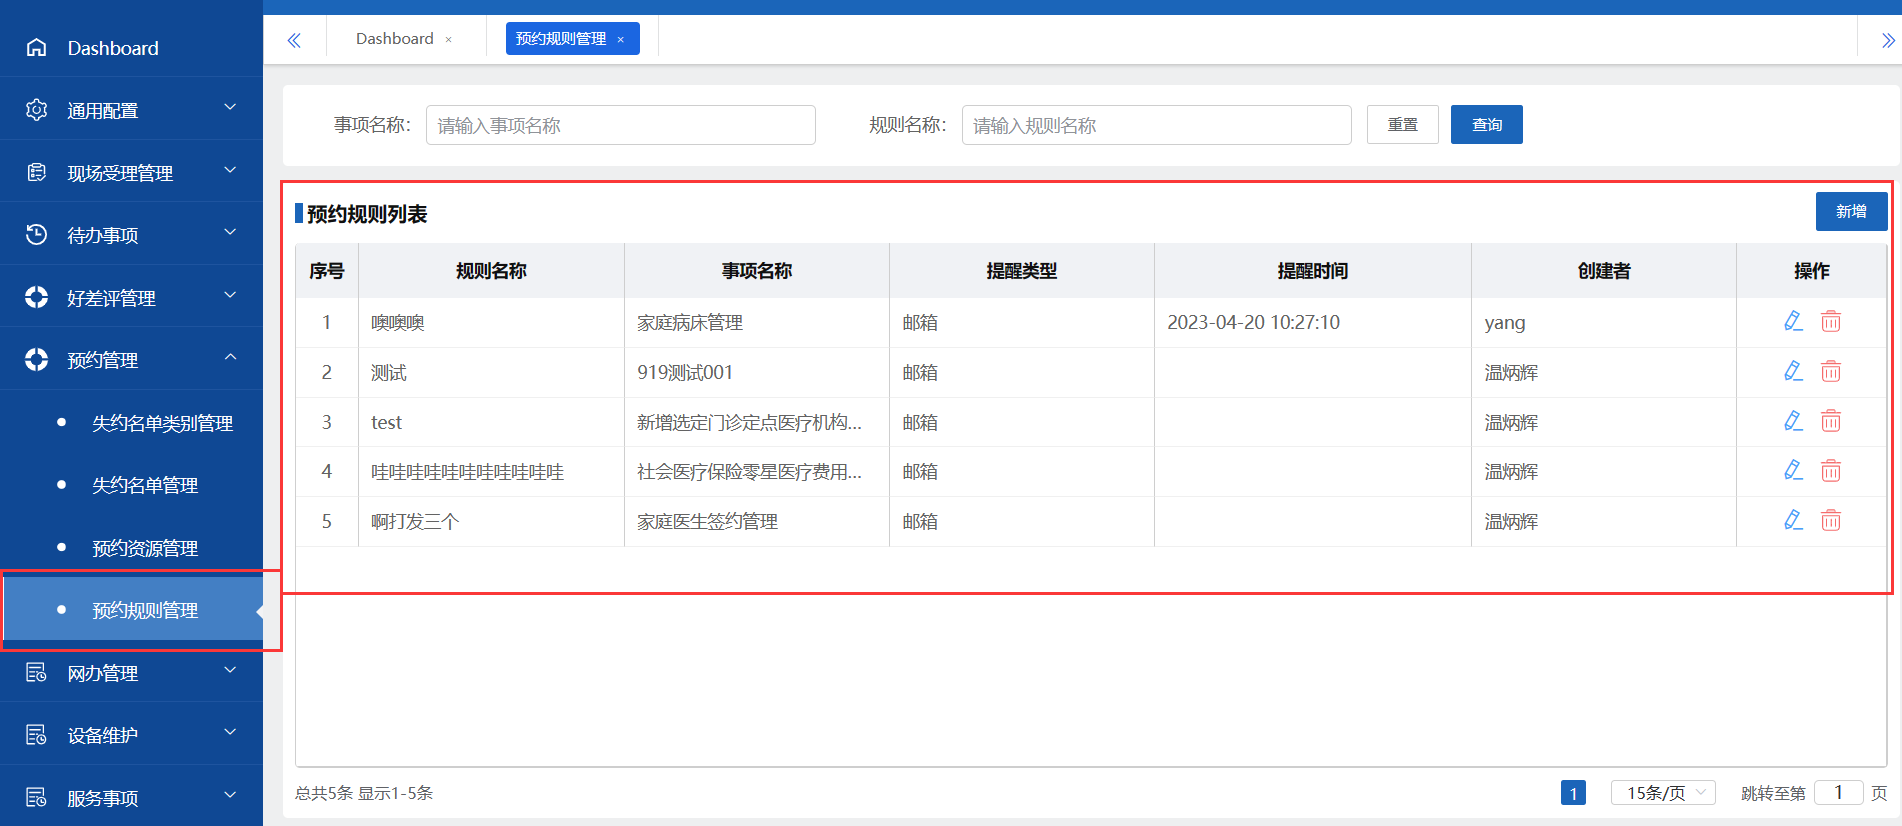 Dashboard
通用配置
现场受理管理
待办事项
好差评管理
预约管理
失约名单类别管理
失约名单管理
预约资源管理
预约规则管理
网办管理
设备维护
服务事项
Dashboard × 预约规则管理 ×
事项名称: 请输入事项名称 规则名称: 请输入规则名称 重置 查询
预约规则列表 新增
序号 规则名称 事项名称 提醒类型 提醒时间 创建者 操作
1 噢噢噢 家庭病床管理 邮箱 2023-04-20 10:27:10 yang
2 测试 919测试001 邮箱 温炳辉
3 test 新增选定门诊定点医疗机构... 邮箱 温炳辉
4 哇哇哇哇哇哇哇哇哇哇哇 社会医疗保险零星医疗费用... 邮箱 温炳辉
5 啊打发三个 家庭医生签约管理 邮箱 温炳辉
总共5条 显示1-5条 1 15条/页 跳转至第 1 页